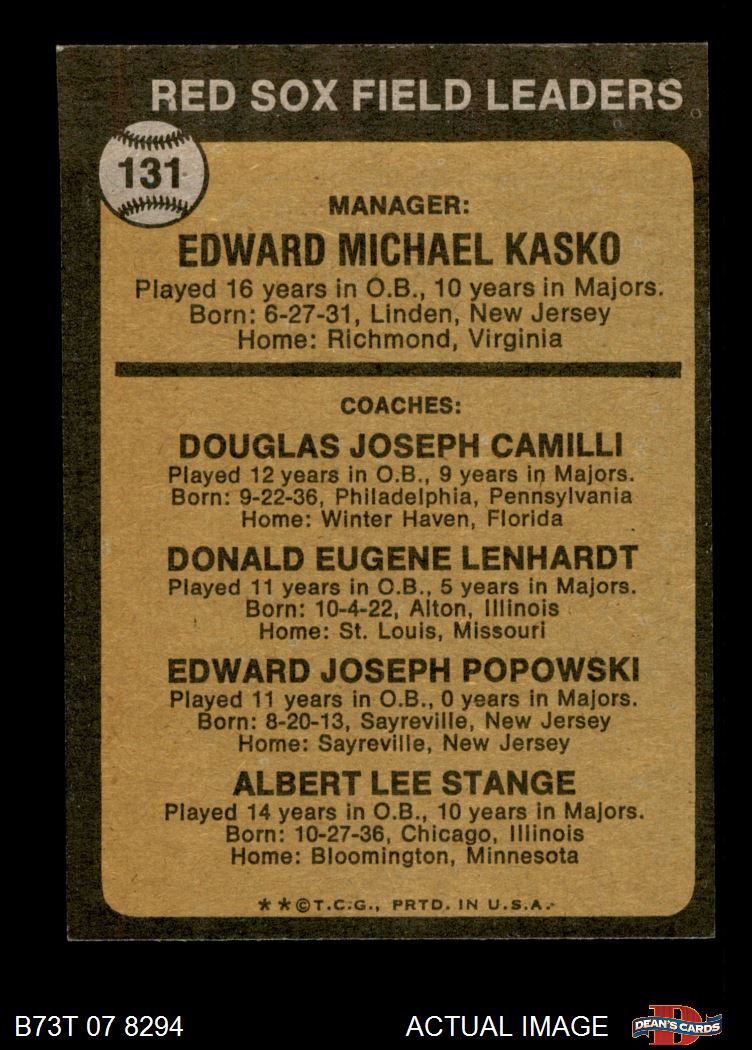 RED SOX FIELD LEADERS
131
MANAGER:
EDWARD MICHAEL KASKO
Played 16 years in O.B., 10 years in Majors.
Born: 6-27-31, Linden, New Jersey
Home: Richmond, Virginia
COACHES:
DOUGLAS JOSEPH CAMILLI
Played 12 years in O.B., 9 years in Majors.
Born: 9-22-36, Philadelphia, Pennsylvania
Home: Winter Haven, Florida
DONALD EUGENE LENHARDT
Played 11 years in O.B., 5 years in Majors.
Born: 10-4-22, Alton, Illinois
Home: St. Louis, Missouri
EDWARD JOSEPH POPOWSKI
Played 11 years in O.B., 0 years in Majors.
Born: 8-20-13, Sayreville, New Jersey
Home: Sayreville, New Jersey
ALBERT LEE STANGE
Played 14 years in O.B., 10 years in Majors.
Born: 10-27-36, Chicago, Illinois
Home: Bloomington, Minnesota
**©T.C.G., PRTD. IN U.S.A.
B73T 07 8294 ACTUAL IMAGE D DEAN'S CARDS